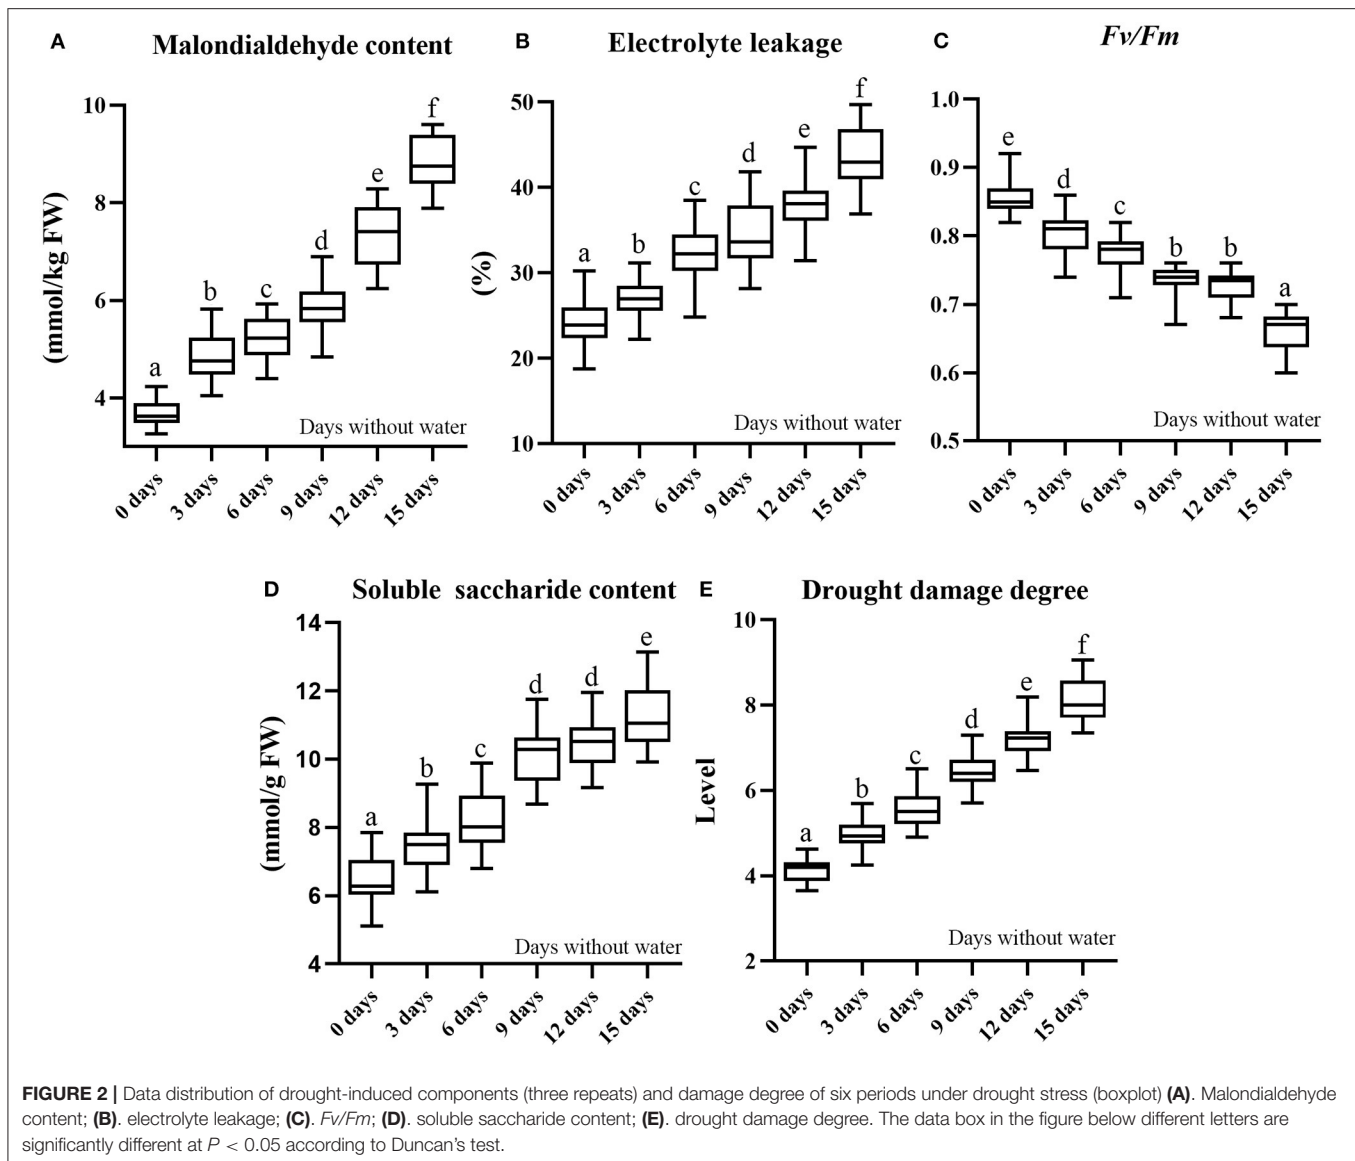 A
Malondialdehyde content
10
8
6
4
(mmol/kg FW)
a
b
c
d
e
f
Days without water
0 days
3 days
6 days
9 days
12 days
15 days
B
Electrolyte leakage
50
40
30
20
10
(%)
a
b
c
d
e
f
Days without water
0 days
3 days
6 days
9 days
12 days
15 days
C
Fv/Fm
1.0
0.9
0.8
0.7
0.6
0.5
e
d
c
b
b
a
Days without water
0 days
3 days
6 days
9 days
12 days
15 days
D
Soluble saccharide content
14
12
10
8
6
4
(mmol/g FW)
a
b
c
d
d
e
Days without water
0 days
3 days
6 days
9 days
12 days
15 days
E
Drought damage degree
10
8
6
4
2
Level
a
b
c
d
e
f
Days without water
0 days
3 days
6 days
9 days
12 days
15 days
FIGURE 2 | Data distribution of drought-induced components (three repeats) and damage degree of six periods under drought stress (boxplot) (A). Malondialdehyde
content; (B). electrolyte leakage; (C). Fv/Fm; (D). soluble saccharide content; (E). drought damage degree. The data box in the figure below different letters are
significantly different at P < 0.05 according to Duncan's test.